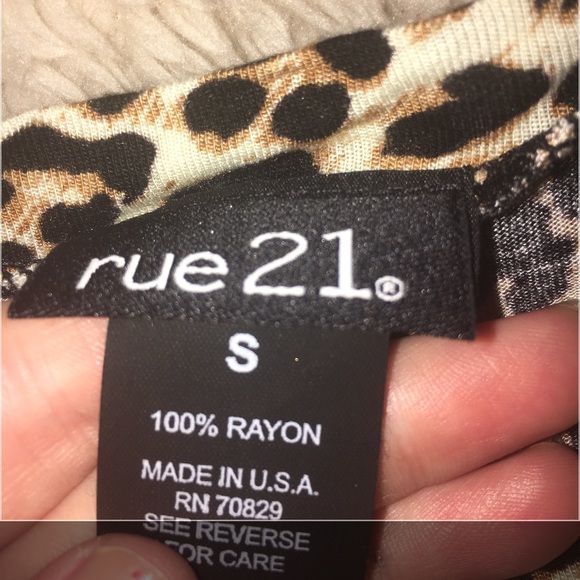 rue21®
S
100% RAYON
MADE IN U.S.A.
RN 70829
SEE REVERSE
FOR CARE